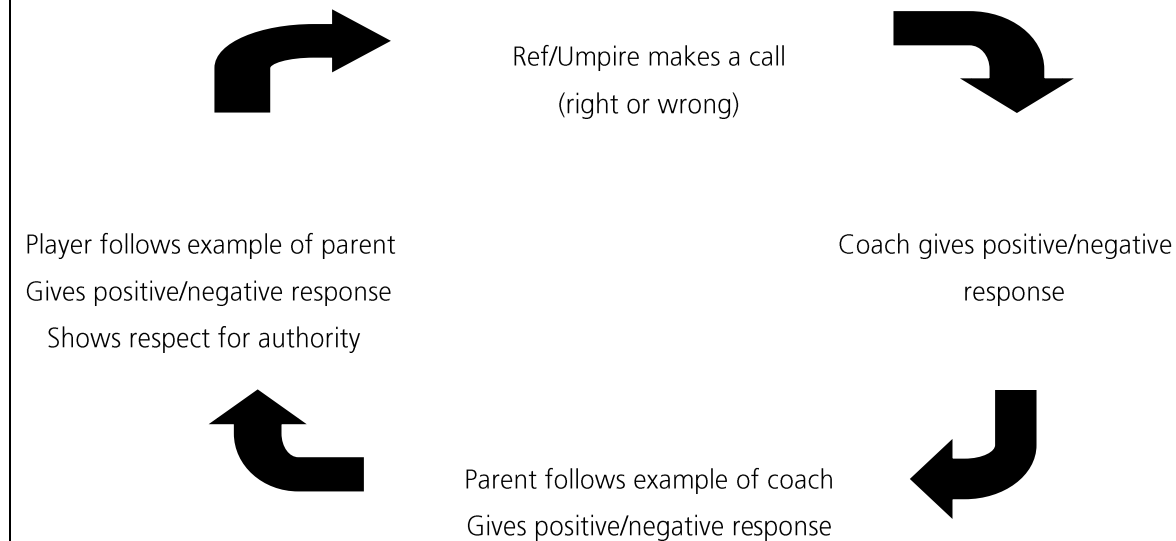 Ref/Umpire makes a call
(right or wrong)
Coach gives positive/negative
response
Parent follows example of coach
Gives positive/negative response
Player follows example of parent
Gives positive/negative response
Shows respect for authority